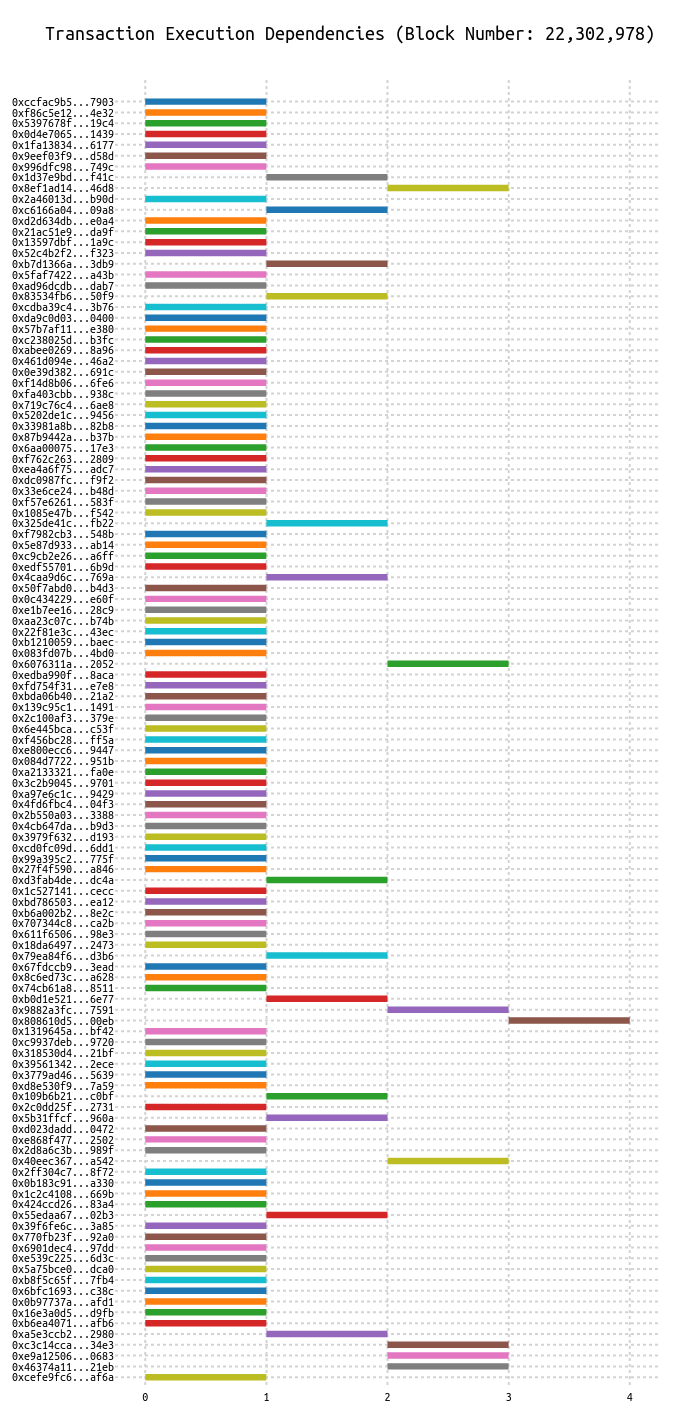 Transaction Execution Dependencies (Block Number: 22,302,978)
0xccfac9b5...7903
0xf86c5e12...4e32
0x5397678f...19c4
0x0d4e7065...1439
0x1fa13834...6177
0x9eef03f9...d58d
0x996dfc98...749c
0x1d37e9bd...f41c
0x8ef1ad14...46d8
0x2a46013d...b90d
0xc6166a04...09a8
0xd2d634db...e0a4
0x21ac51e9...da9f
0x13597dbf...1a9c
0x52c4b2f2...f323
0xb7d1366a...3db9
0x5faf7422...a43b
0xad96dcdb...dab7
0x83534fb6...50f9
0xcdba39c4...3b76
0xda9c0d03...0400
0x57b7af11...e380
0xc238025d...b3fc
0xabee0269...8a96
0x461d094e...46a2
0x0e39d382...691c
0xf14d8b06...6fe6
0xfa403cbb...938c
0x719c76c4...6ae8
0x5202de1c...9456
0x33981a8b...82b8
0x87b9442a...b37b
0x6aa00075...17e3
0xf762c263...2809
0xea4a6f75...adc7
0xdc0987fc...f9f2
0x33e6ce24...b48d
0xf57e6261...583f
0x1085e47b...f542
0x325de41c...fb22
0xf7982cb3...548b
0x5e87d933...ab14
0xc9cb2e26...a6ff
0xedf55701...6b9d
0x4caa9d6c...769a
0x50f7abd0...b4d3
0x0c434229...e60f
0xe1b7ee16...28c9
0xaa23c07c...b74b
0x22f81e3c...43ec
0xb1210059...baec
0x083fd07b...4bd0
0x6076311a...2052
0xedba990f...8aca
0xfd754f31...e7e8
0xbda06b40...21a2
0x139c95c1...1491
0x2c100af3...379e
0x6e445bca...c53f
0xf456bc28...ff5a
0xe800ecc6...9447
0x084d7722...951b
0xa2133321...fa0e
0x3c2b9045...9701
0xa97e6c1c...9429
0x4fd6fbc4...04f3
0x2b550a03...3388
0x4cb647da...b9d3
0x3979f632...d193
0xcd0fc09d...6dd1
0x99a395c2...775f
0x27f4f590...a846
0xd3fab4de...dc4a
0x1c527141...cecc
0xbd786503...ea12
0xb6a002b2...8e2c
0x707344c8...ca2b
0x611f6506...98e3
0x18da6497...2473
0x79ea84f6...d3b6
0x67fdccb9...3ead
0x8c6ed73c...a628
0x74cb61a8...8511
0xb0d1e521...6e77
0x9882a3fc...7591
0x808610d5...00eb
0x1319645a...bf42
0xc9937deb...9720
0x318530d4...21bf
0x39561342...2ece
0x3779ad46...5639
0xd8e530f9...7a59
0x109b6b21...c0bf
0x2c0dd25f...2731
0x5b31ffcf...960a
0xd023dadd...0472
0xe868f477...2502
0x2d8a6c3b...989f
0x40eec367...a542
0x2ff304c7...8f72
0x0b183c91...a330
0x1c2c4108...669b
0x424ccd26...83a4
0x55edaa67...02b3
0x39f6fe6c...3a85
0x770fb23f...92a0
0x6901dec4...97dd
0xe539c225...6d3c
0x5a75bce0...dca0
0xb8f5c65f...7fb4
0x6bfc1693...c38c
0x0b97737a...afd1
0x16e3a0d5...d9fb
0xb6ea4071...afb6
0xa5e3ccb2...2980
0xc3c14cca...34e3
0xe9a12506...0683
0x46374a11...21eb
0xcefe9fc6...af6a
0 1 2 3 4